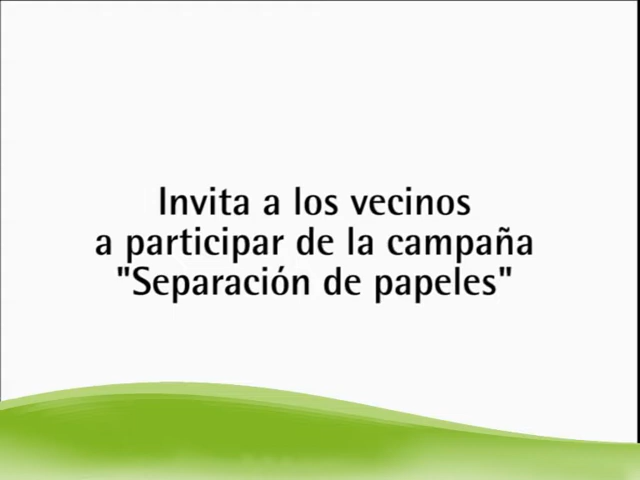 Invita a los vecinos
a participar de la campaña
"Separación de papeles"